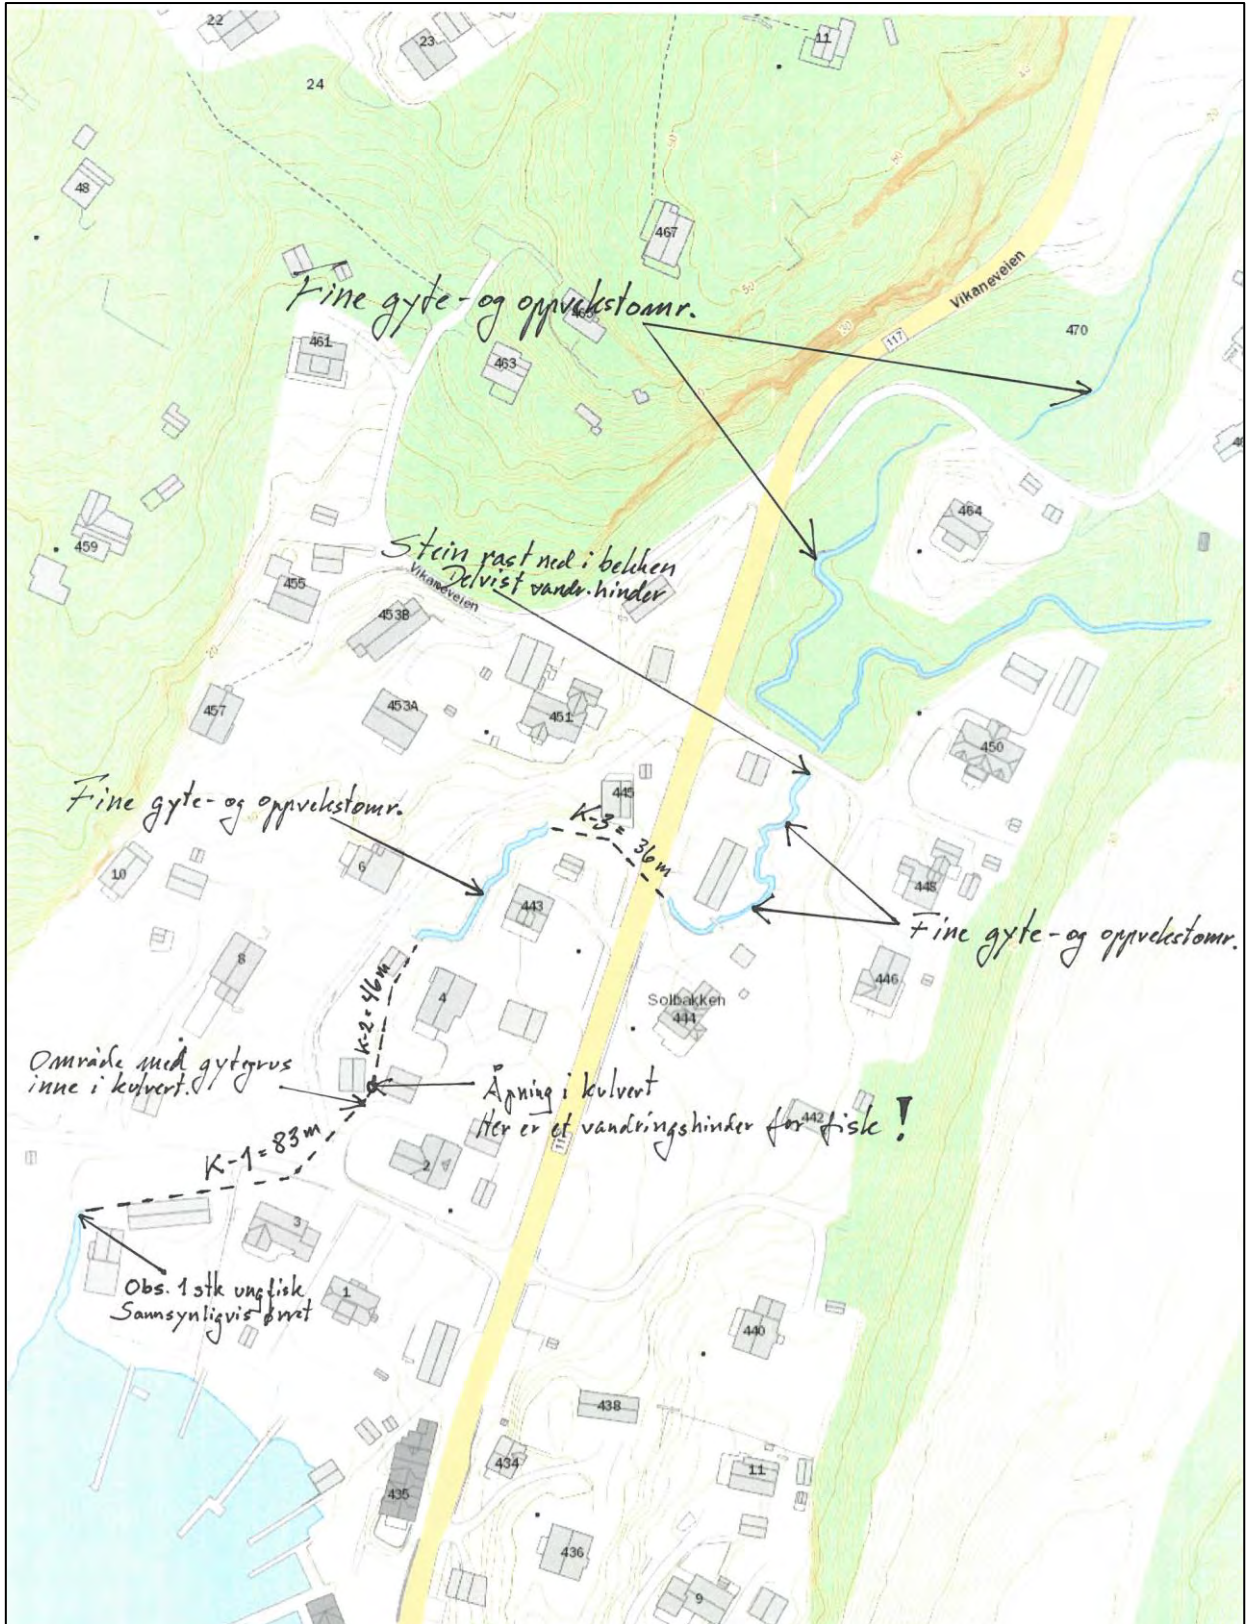 22
23
11
24
48
467
Fine gyte- og oppvekstomr.
465
Vikaneveien
117
470
461
463
464
459
Stein rast ned i bekken
Delvist vandr.hinder
Vikaneveien
455
453B
457
453A
451
450
445
Fine gyte- og oppvekstomr.
K-3 = 36 m
6
10
443
448
Fine gyte- og oppvekstomr.
8
4
446
K-2 = 46 m
Solbakken
444
Område med gytegrus
inne i kulvert.
Åpning i kulvert
Her er et vandringshinder for fisk!
442
K-1 = 83 m
2
3
Obs. 1 stk ungfisk
Sannsynligvis ørret
1
440
438
434
11
435
436
9